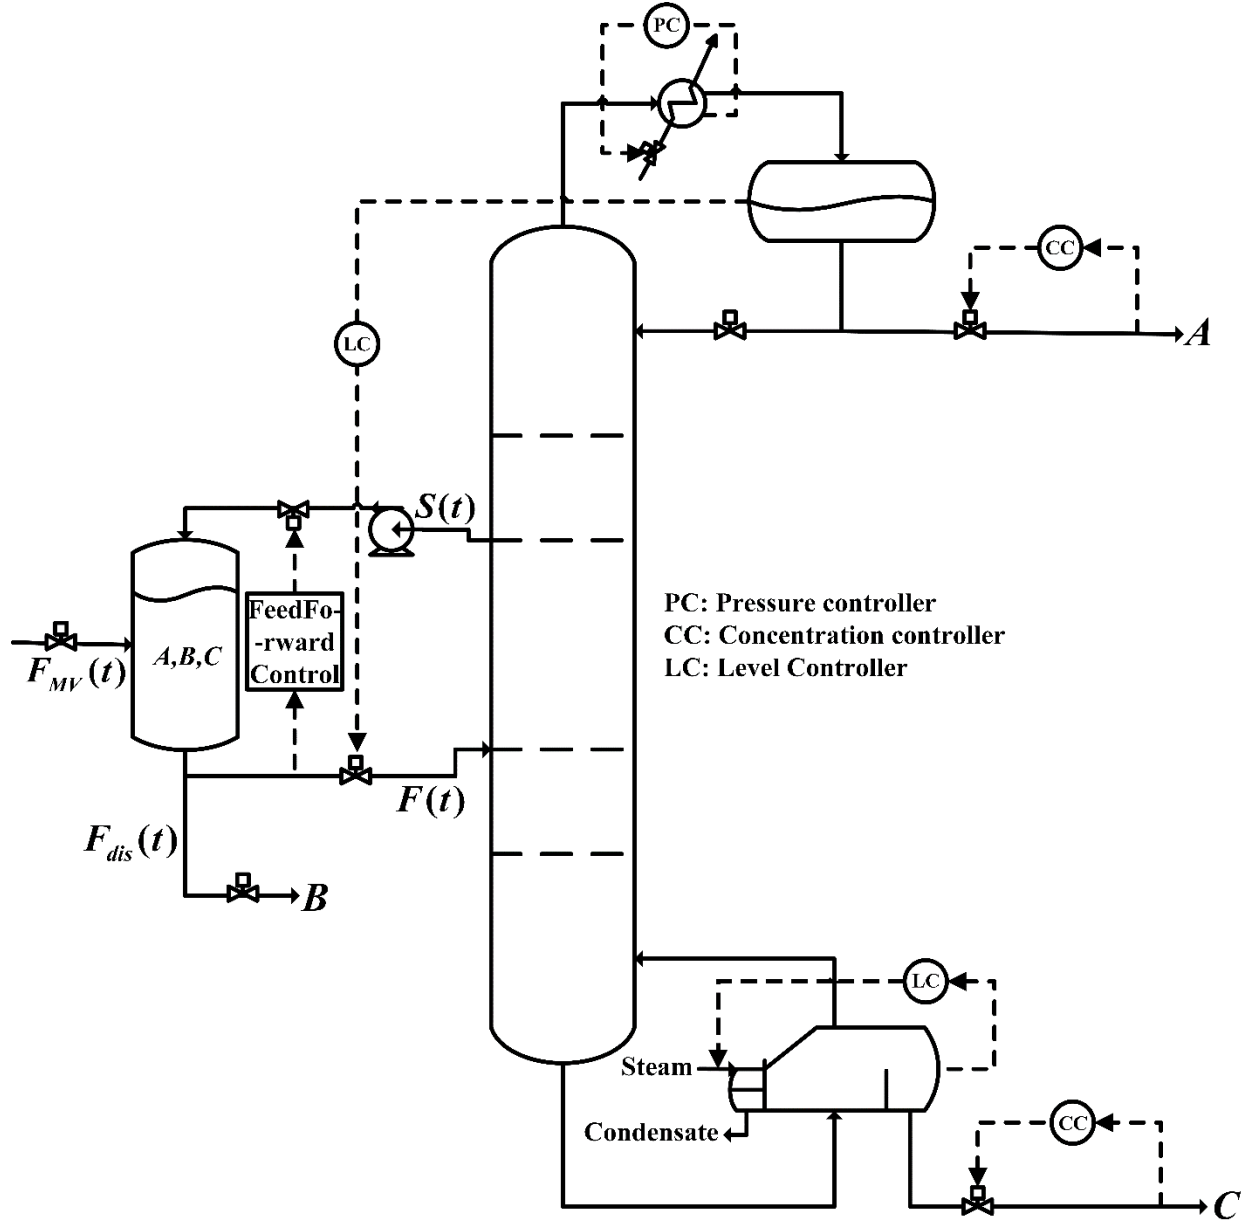 PC
CC
A
LC
S(t)
FeedFo-
-rward
Control
A,B,C
F_MV(t)
PC: Pressure controller
CC: Concentration controller
LC: Level Controller
F(t)
F_dis(t)
B
LC
Steam
Condensate
CC
C